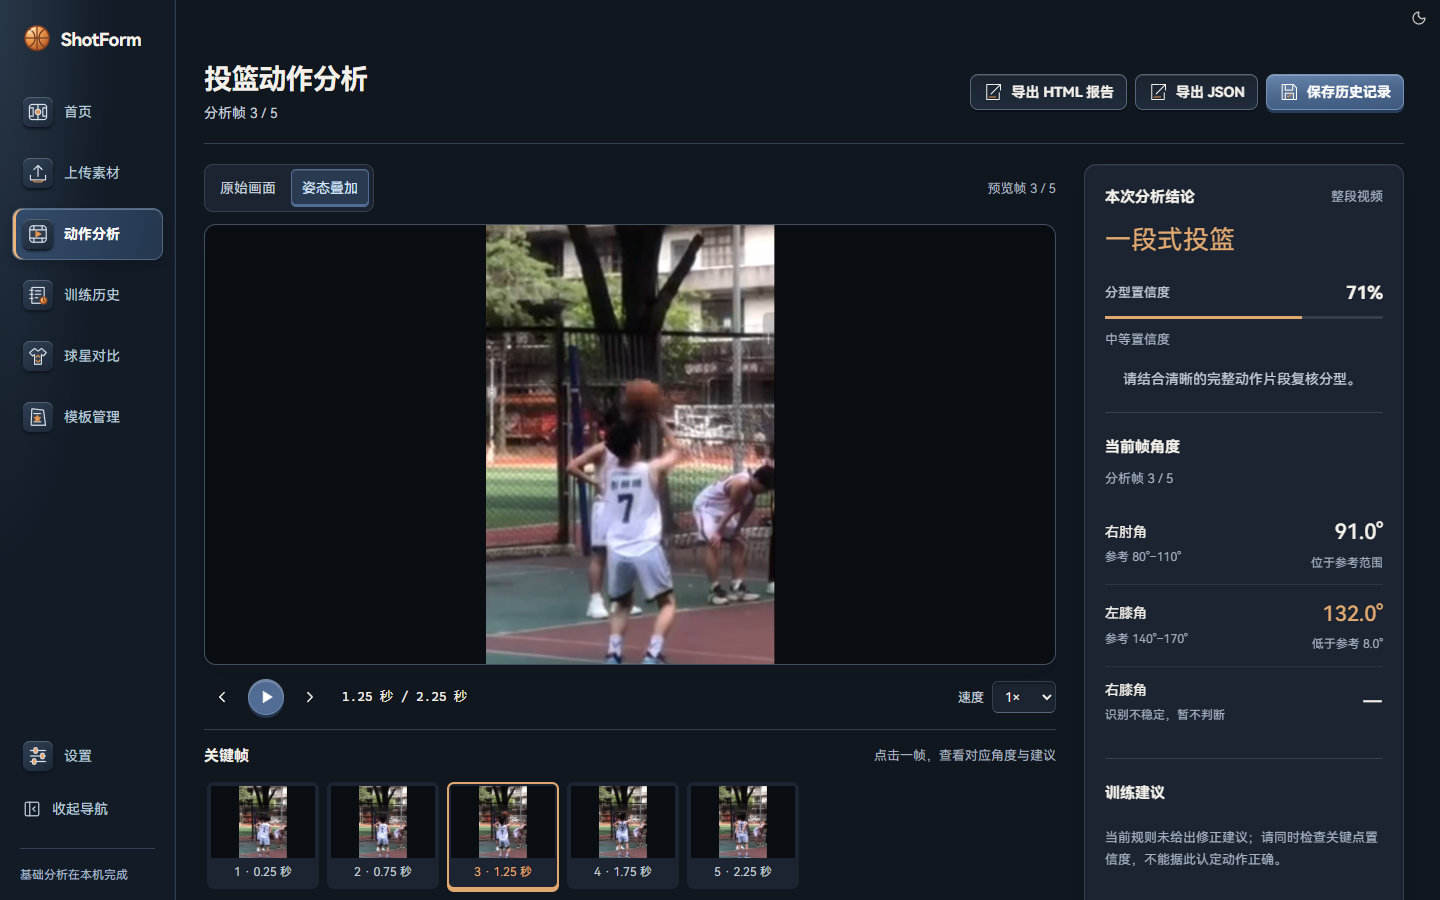 ShotForm
首页
上传素材
动作分析
训练历史
球星对比
模板管理
设置
收起导航
基础分析在本机完成
投篮动作分析
分析帧 3 / 5
导出 HTML 报告
导出 JSON
保存历史记录
原始画面
姿态叠加
预览帧 3 / 5
7
1.25 秒 / 2.25 秒
速度
1×
关键帧
点击一帧，查看对应角度与建议
1 · 0.25 秒
2 · 0.75 秒
3 · 1.25 秒
4 · 1.75 秒
5 · 2.25 秒
本次分析结论
整段视频
一段式投篮
分型置信度
71%
中等置信度
请结合清晰的完整动作片段复核分型。
当前帧角度
分析帧 3 / 5
右肘角
91.0°
参考 80°–110°
位于参考范围
左膝角
132.0°
参考 140°–170°
低于参考 8.0°
右膝角
—
识别不稳定，暂不判断
训练建议
当前规则未给出修正建议；请同时检查关键点置
信度，不能据此认定动作正确。